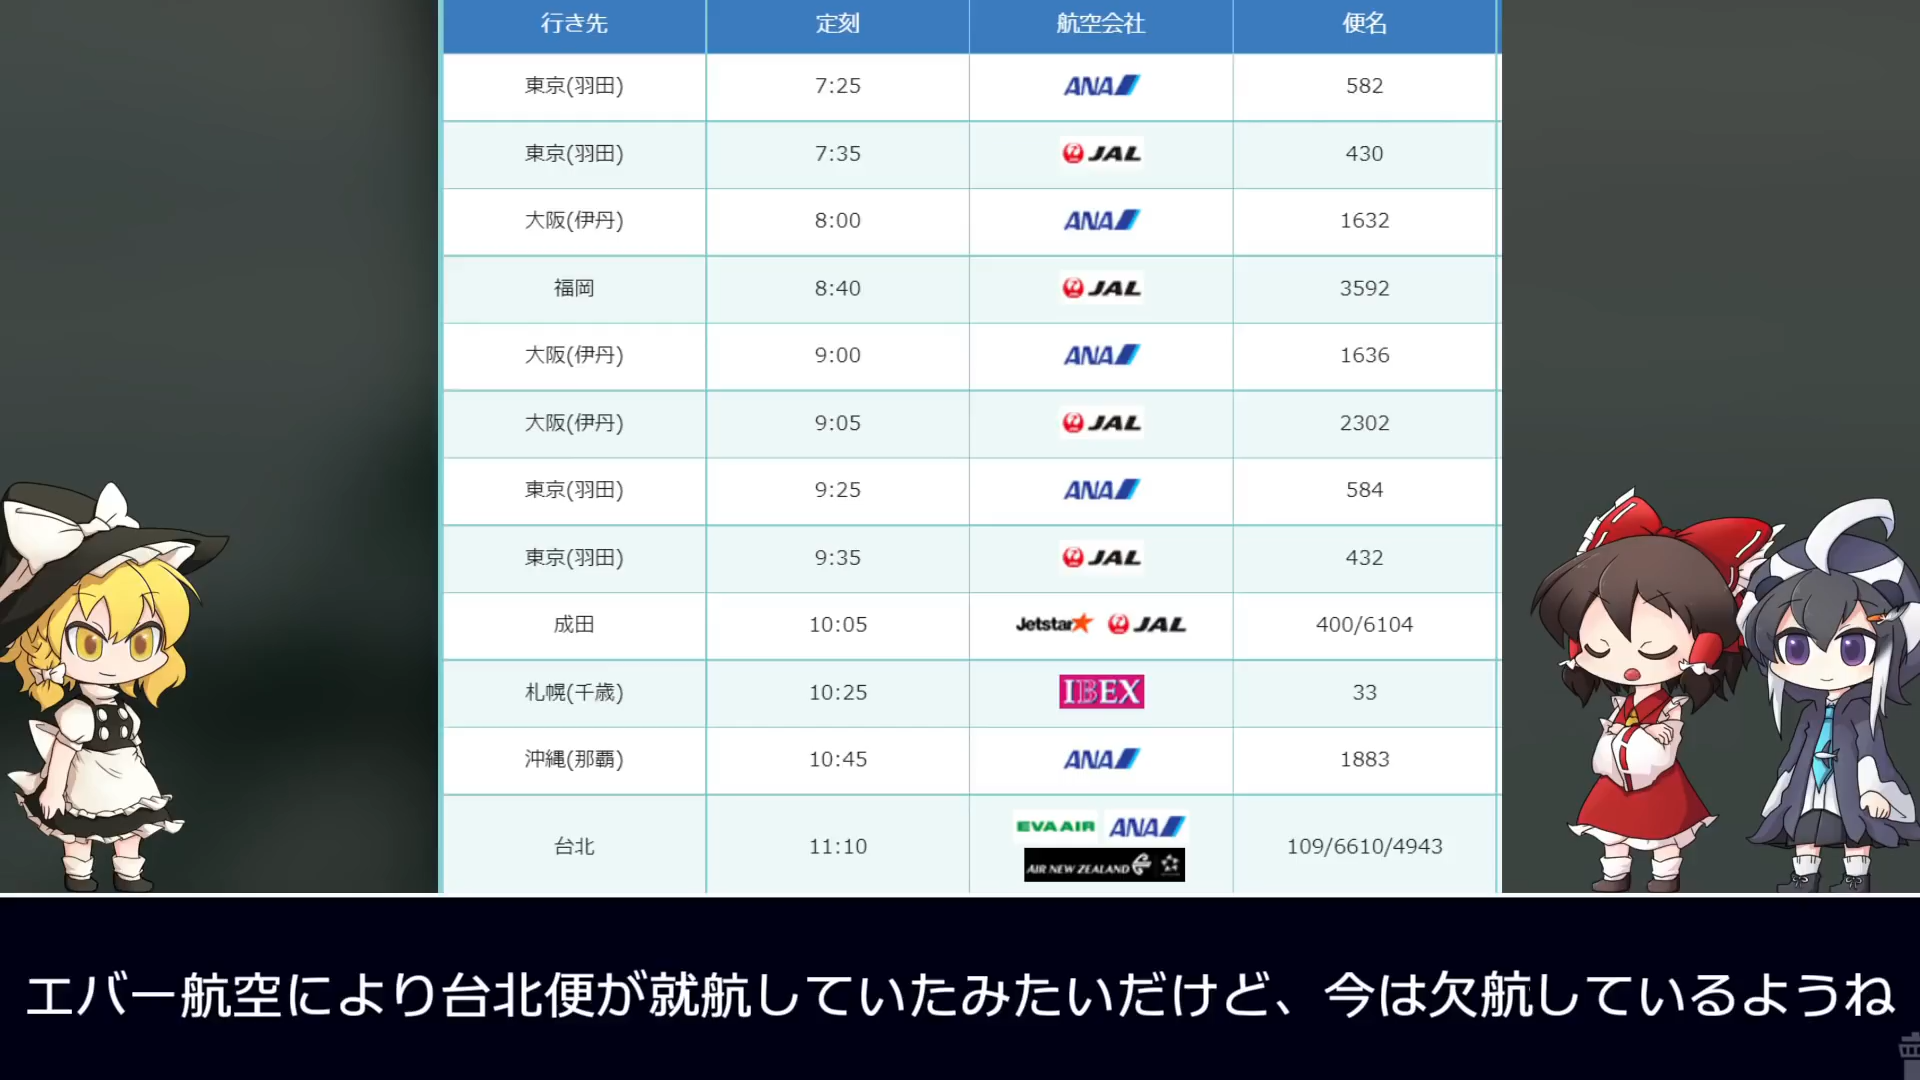 行き先 定刻 航空会社 便名
東京(羽田) 7:25 ANA 582
東京(羽田) 7:35 JAL 430
大阪(伊丹) 8:00 ANA 1632
福岡 8:40 JAL 3592
大阪(伊丹) 9:00 ANA 1636
大阪(伊丹) 9:05 JAL 2302
東京(羽田) 9:25 ANA 584
東京(羽田) 9:35 JAL 432
成田 10:05 Jetstar JAL 400/6104
札幌(千歳) 10:25 IBEX 33
沖縄(那覇) 10:45 ANA 1883
台北 11:10 EVA AIR ANA AIR NEW ZEALAND 109/6610/4943
エバー航空により台北便が就航していたみたいだけど、今は欠航しているようね